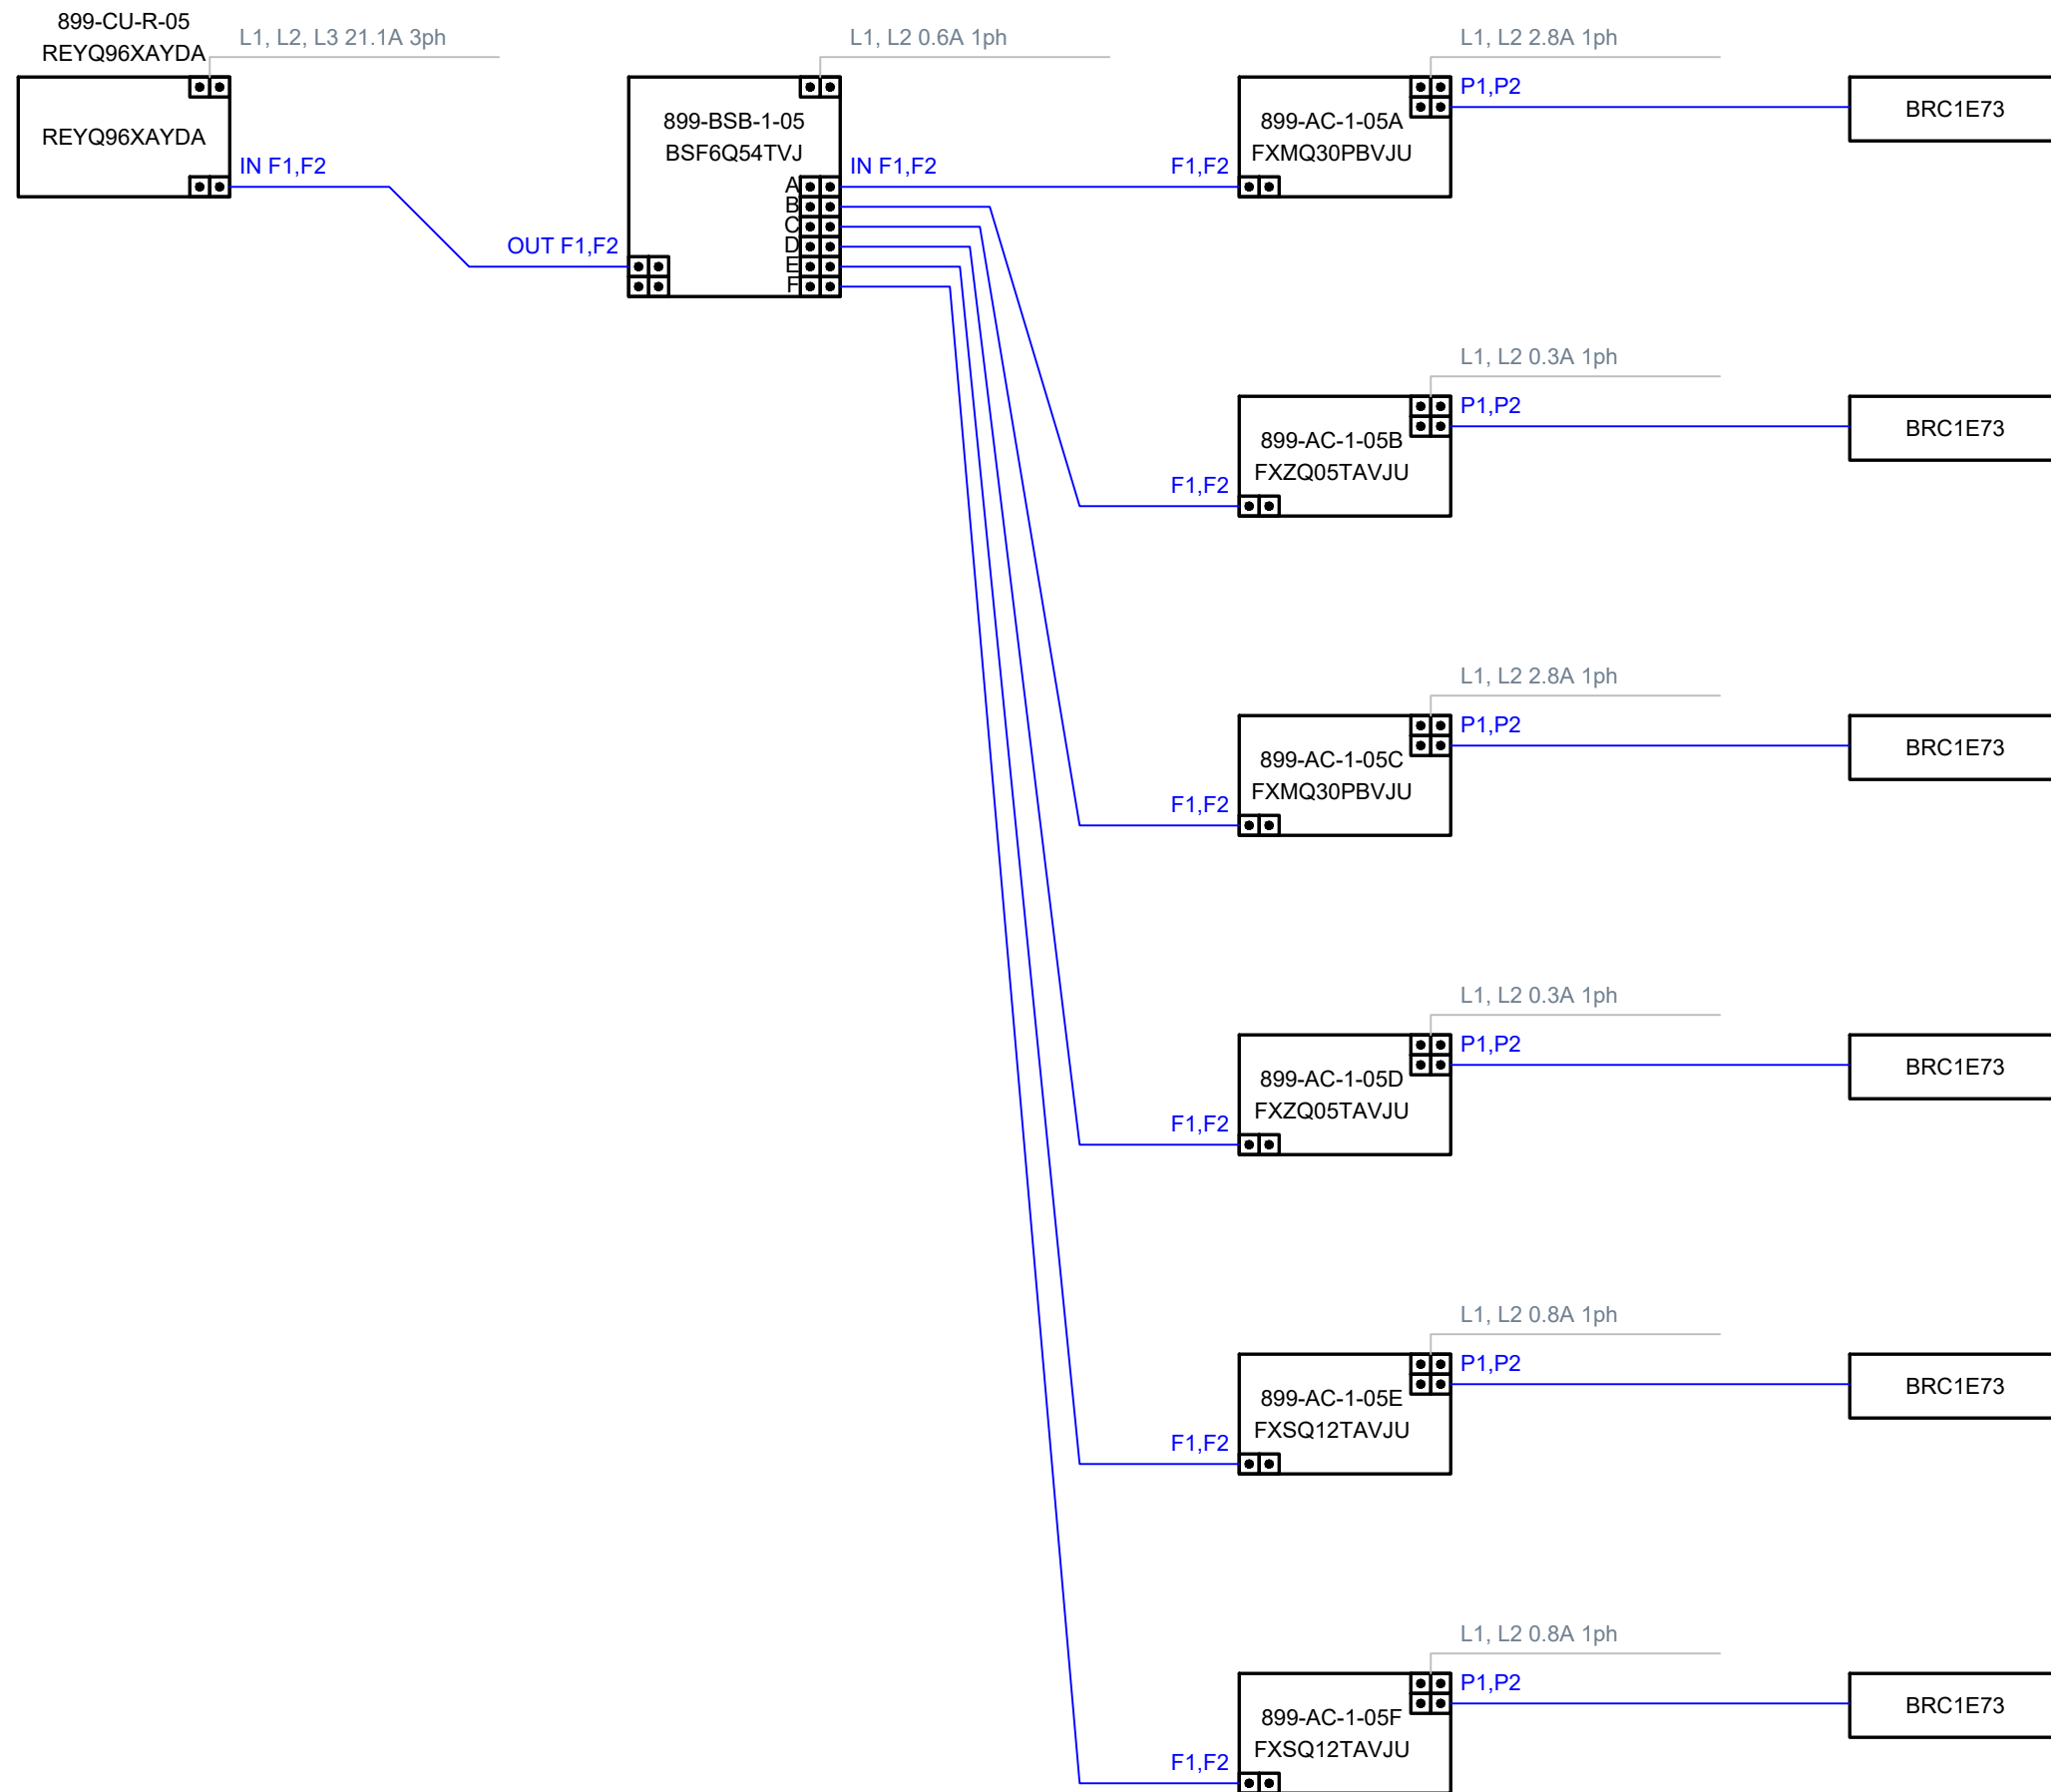 899-CU-R-05
REYQ96XAYDA
L1, L2, L3 21.1A 3ph
REYQ96XAYDA
IN F1,F2
OUT F1,F2
L1, L2 0.6A 1ph
899-BSB-1-05
BSF6Q54TVJ
IN F1,F2
A
B
C
D
E
F
L1, L2 2.8A 1ph
P1,P2
899-AC-1-05A
FXMQ30PBVJU
F1,F2
BRC1E73
L1, L2 0.3A 1ph
P1,P2
899-AC-1-05B
FXZQ05TAVJU
F1,F2
BRC1E73
L1, L2 2.8A 1ph
P1,P2
899-AC-1-05C
FXMQ30PBVJU
F1,F2
BRC1E73
L1, L2 0.3A 1ph
P1,P2
899-AC-1-05D
FXZQ05TAVJU
F1,F2
BRC1E73
L1, L2 0.8A 1ph
P1,P2
899-AC-1-05E
FXSQ12TAVJU
F1,F2
BRC1E73
L1, L2 0.8A 1ph
P1,P2
899-AC-1-05F
FXSQ12TAVJU
F1,F2
BRC1E73